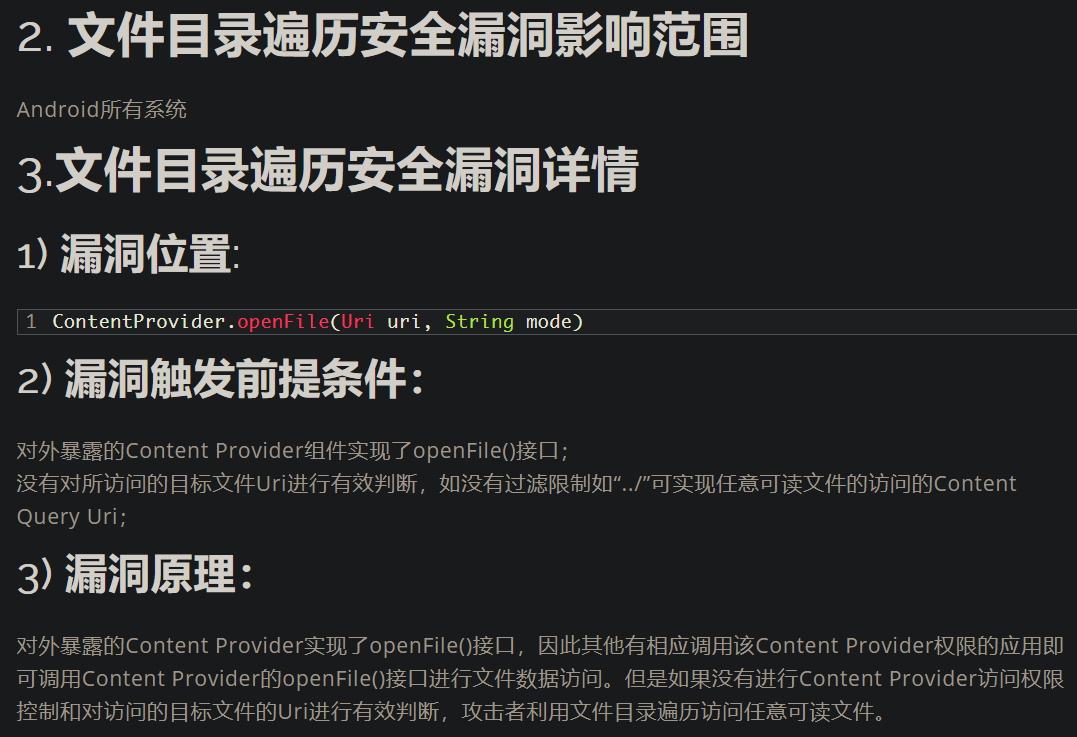 2. 文件目录遍历安全漏洞影响范围
Android所有系统
3.文件目录遍历安全漏洞详情
1) 漏洞位置:
1 ContentProvider.openFile(Uri uri, String mode)
2) 漏洞触发前提条件：
对外暴露的Content Provider组件实现了openFile()接口；
没有对所访问的目标文件Uri进行有效判断，如没有过滤限制如“../”可实现任意可读文件的访问的Content
Query Uri；
3) 漏洞原理：
对外暴露的Content Provider实现了openFile()接口，因此其他有相应调用该Content Provider权限的应用即
可调用Content Provider的openFile()接口进行文件数据访问。但是如果没有进行Content Provider访问权限
控制和对访问的目标文件的Uri进行有效判断，攻击者利用文件目录遍历访问任意可读文件。